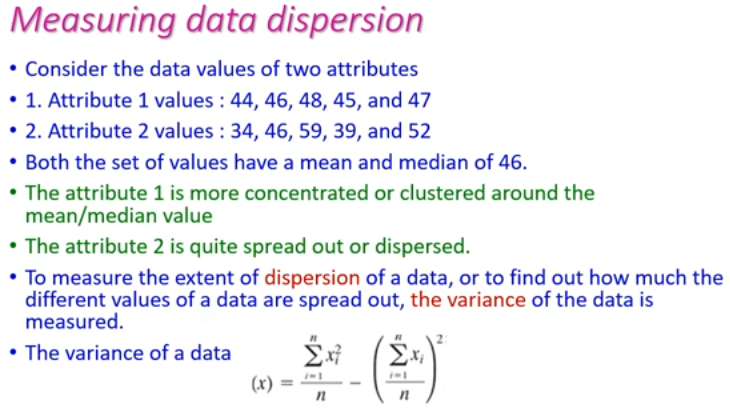 Measuring data dispersion
• Consider the data values of two attributes
• 1. Attribute 1 values : 44, 46, 48, 45, and 47
• 2. Attribute 2 values : 34, 46, 59, 39, and 52
• Both the set of values have a mean and median of 46.
• The attribute 1 is more concentrated or clustered around the
mean/median value
• The attribute 2 is quite spread out or dispersed.
• To measure the extent of dispersion of a data, or to find out how much the
different values of a data are spread out, the variance of the data is
measured.
• The variance of a data (x) = \frac{\sum_{i=1}^{n} x_i^2}{n} - \left( \frac{\sum_{i=1}^{n} x_i}{n} \right)^2